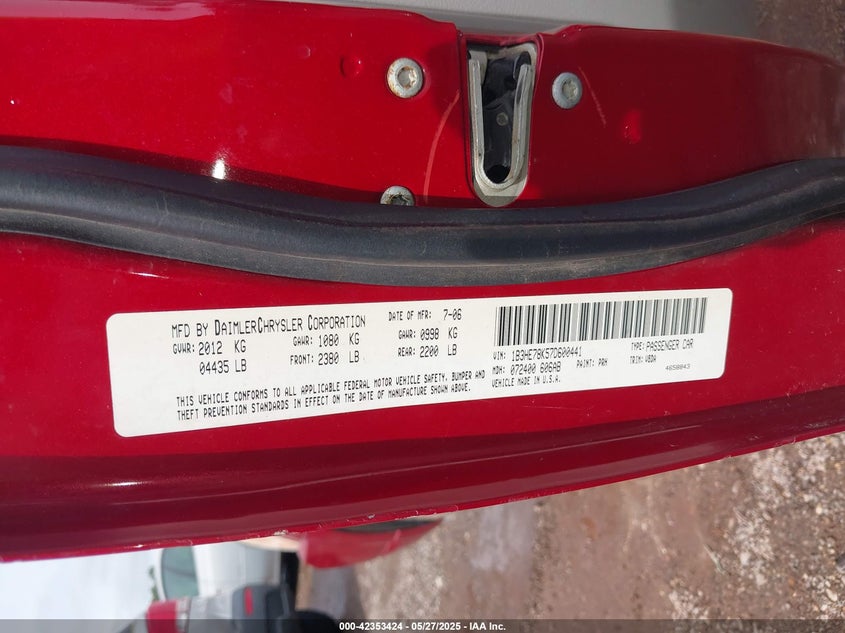 MFD BY DAIMLERCHRYSLER CORPORATION DATE OF MFR: 7-06
GVWR: 2012 KG GAWR: 1080 KG GAWR: 0998 KG
04435 LB FRONT: 2380 LB REAR: 2200 LB
THIS VEHICLE CONFORMS TO ALL APPLICABLE FEDERAL MOTOR VEHICLE SAFETY, BUMPER, AND
THEFT PREVENTION STANDARDS IN EFFECT ON THE DATE OF MANUFACTURE SHOWN ABOVE.
VIN: 1B3HE78K57D600441 TYPE: PASSENGER CAR
MDH: 072400 606AB PAINT: PRH TRIM: V8DA
VEHICLE MADE IN U.S.A. 4658043
000-42353424 - 05/27/2025 - IAA Inc.